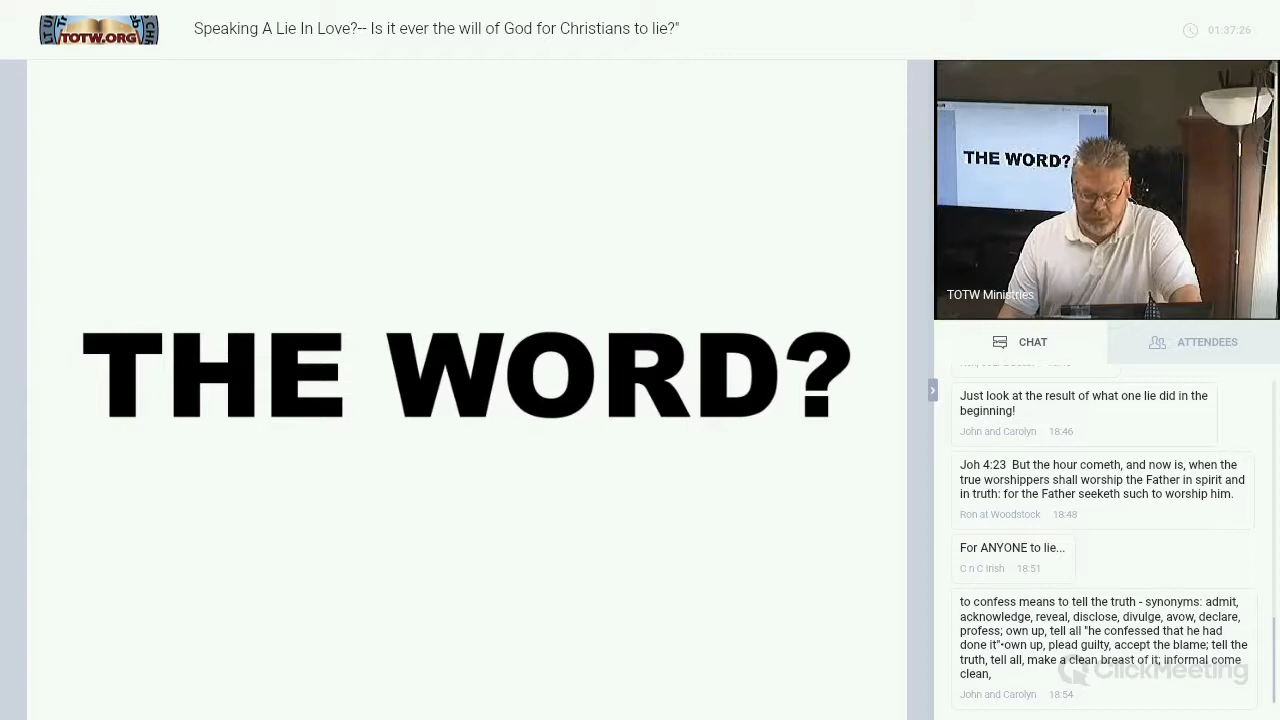 TOTW.ORG
Speaking A Lie In Love?-- Is it ever the will of God for Christians to lie?"
01:37:26
THE WORD?
THE WORD?
TOTW Ministries
CHAT
ATTENDEES
Just look at the result of what one lie did in the
beginning!
John and Carolyn 18:46
Joh 4:23 But the hour cometh, and now is, when the
true worshippers shall worship the Father in spirit and
in truth: for the Father seeketh such to worship him.
Ron at Woodstock 18:48
For ANYONE to lie...
C n C Irish 18:51
to confess means to tell the truth - synonyms: admit,
acknowledge, reveal, disclose, divulge, avow, declare,
profess; own up, tell all "he confessed that he had
done it"•own up, plead guilty, accept the blame; tell the
truth, tell all, make a clean breast of it; informal come
clean,
John and Carolyn 18:54
ClickMeeting